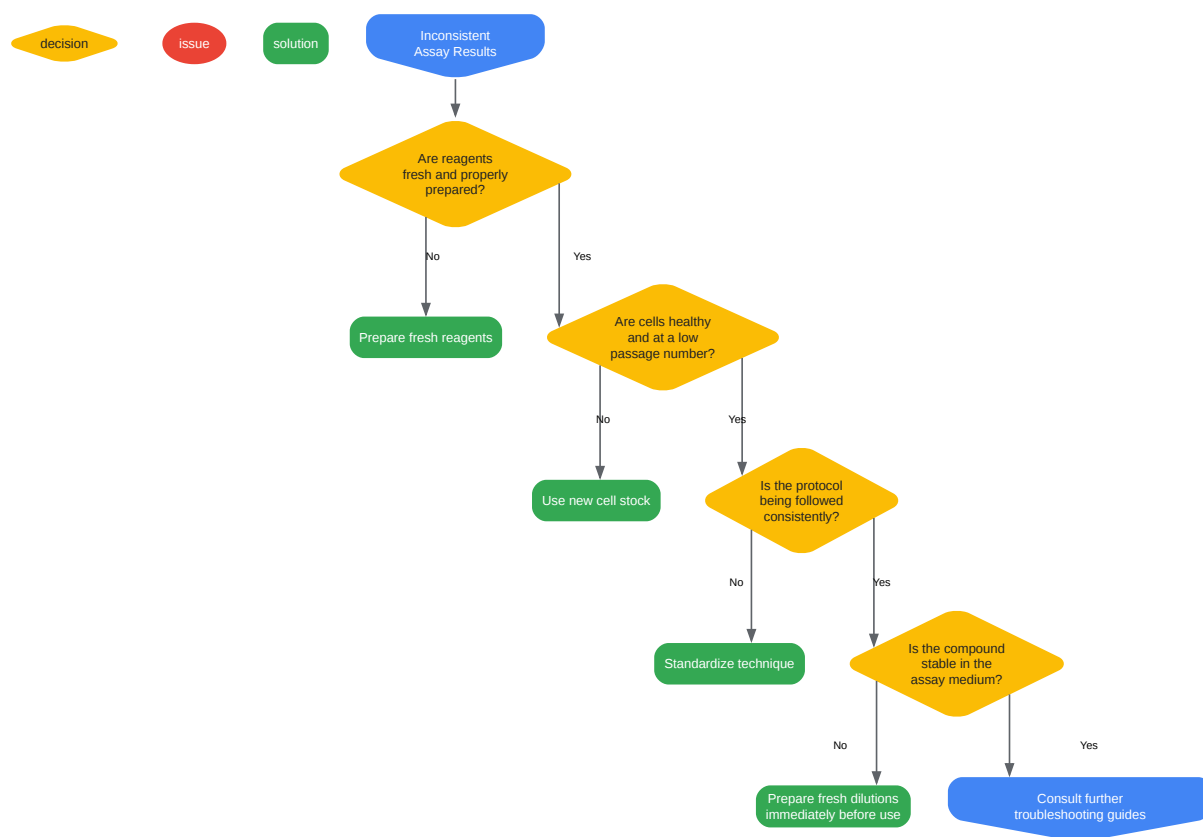 decision
issue
solution
Inconsistent
Assay Results
Are reagents
fresh and properly
prepared?
No
Yes
Prepare fresh reagents
Are cells healthy
and at a low
passage number?
No
Yes
Use new cell stock
Is the protocol
being followed
consistently?
No
Yes
Standardize technique
Is the compound
stable in the
assay medium?
No
Yes
Prepare fresh dilutions
immediately before use
Consult further
troubleshooting guides